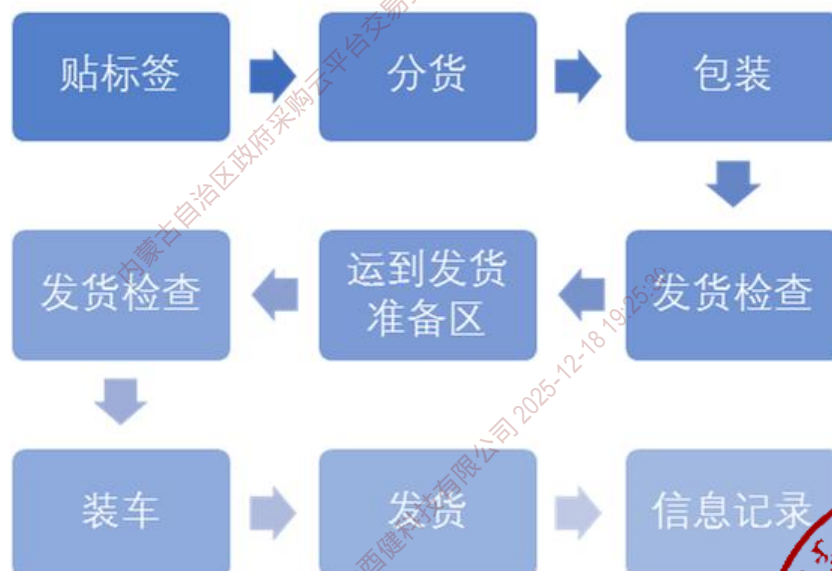 贴标签
分货
包装
发货检查
运到发货
准备区
发货检查
装车
发货
信息记录
内蒙古自治区政府采购云平台交易
酉健科技有限公司 2025-12-18 19:25:39